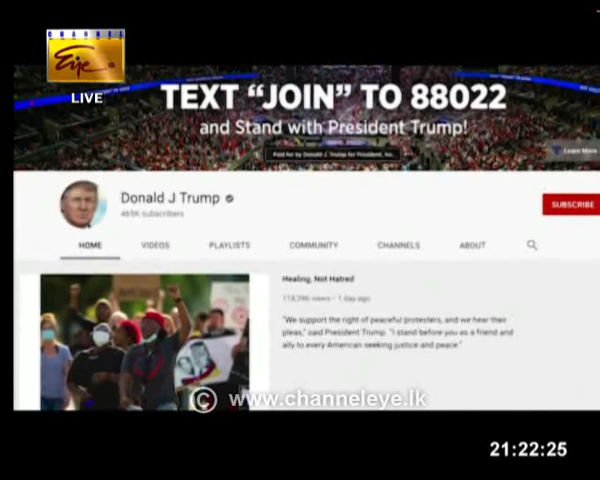 CHANNEL
Eye
LIVE
TEXT “JOIN” TO 88022
and Stand with President Trump!
Paid for by Donald J. Trump for President, Inc.
Learn More
Donald J Trump
465K subscribers
SUBSCRIBE
HOME VIDEOS PLAYLISTS COMMUNITY CHANNELS ABOUT
Healing, Not Hatred
views · 1 day ago
"We support the right of peaceful protesters, and we hear their
pleas," said President Trump. "I stand before you as a friend and
ally to every American seeking justice and peace."
© www.channeleye.lk
21:22:25